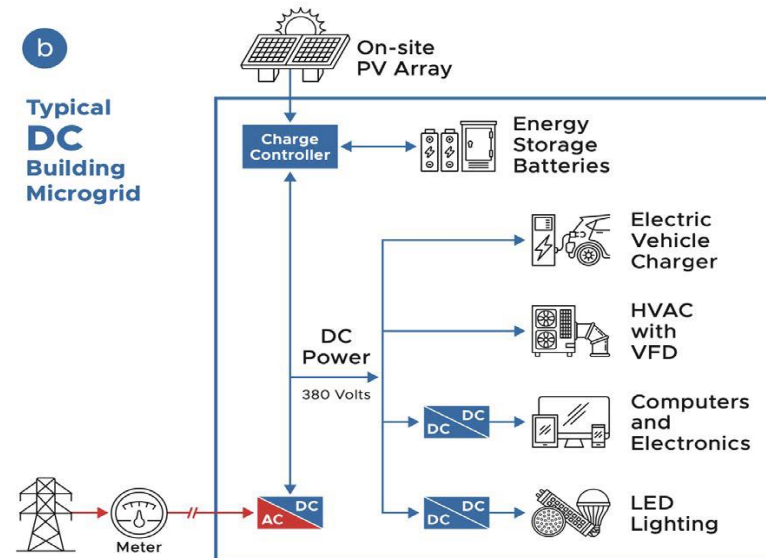 b
Typical
DC
Building
Microgrid
On-site
PV Array
Charge
Controller
Energy
Storage
Batteries
Electric
Vehicle
Charger
HVAC
with
VFD
DC
Power
380 Volts
DC
DC
Computers
and
Electronics
DC
AC
Meter
DC
DC
LED
Lighting